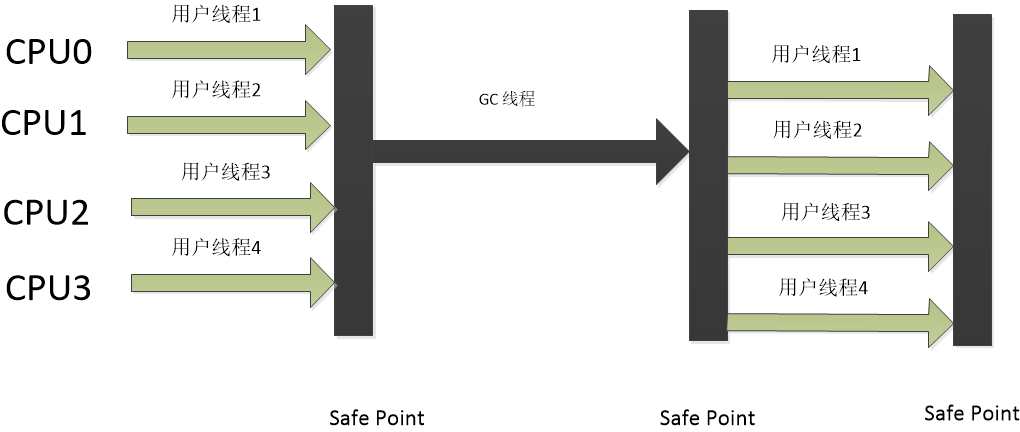 用户线程1
CPU0
用户线程2
CPU1
用户线程3
CPU2
用户线程4
CPU3
GC 线程
用户线程1
用户线程2
用户线程3
用户线程4
Safe Point
Safe Point
Safe Point